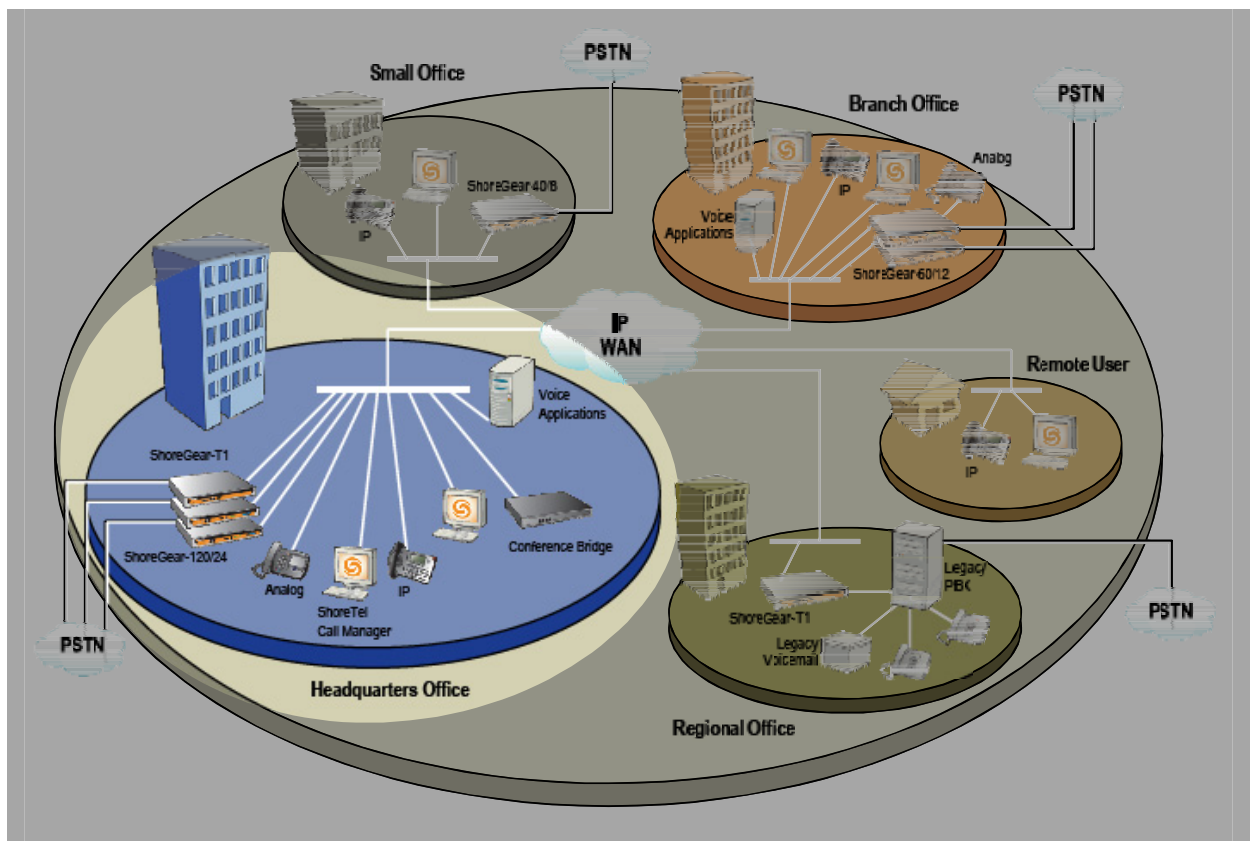 PSTN
Small Office
PSTN
Branch Office
ShoreGear 40/8
IP
Analog
IP
Voice
Applications
ShoreGear-60/12
IP
WAN
Remote User
IP
Voice
Applications
ShoreGear-T1
ShoreGear-120/24
Analog
ShoreTel
Call Manager
IP
Conference Bridge
PSTN
Headquarters Office
Legacy
PBX
ShoreGear-T1
Legacy
Voicemail
PSTN
Regional Office